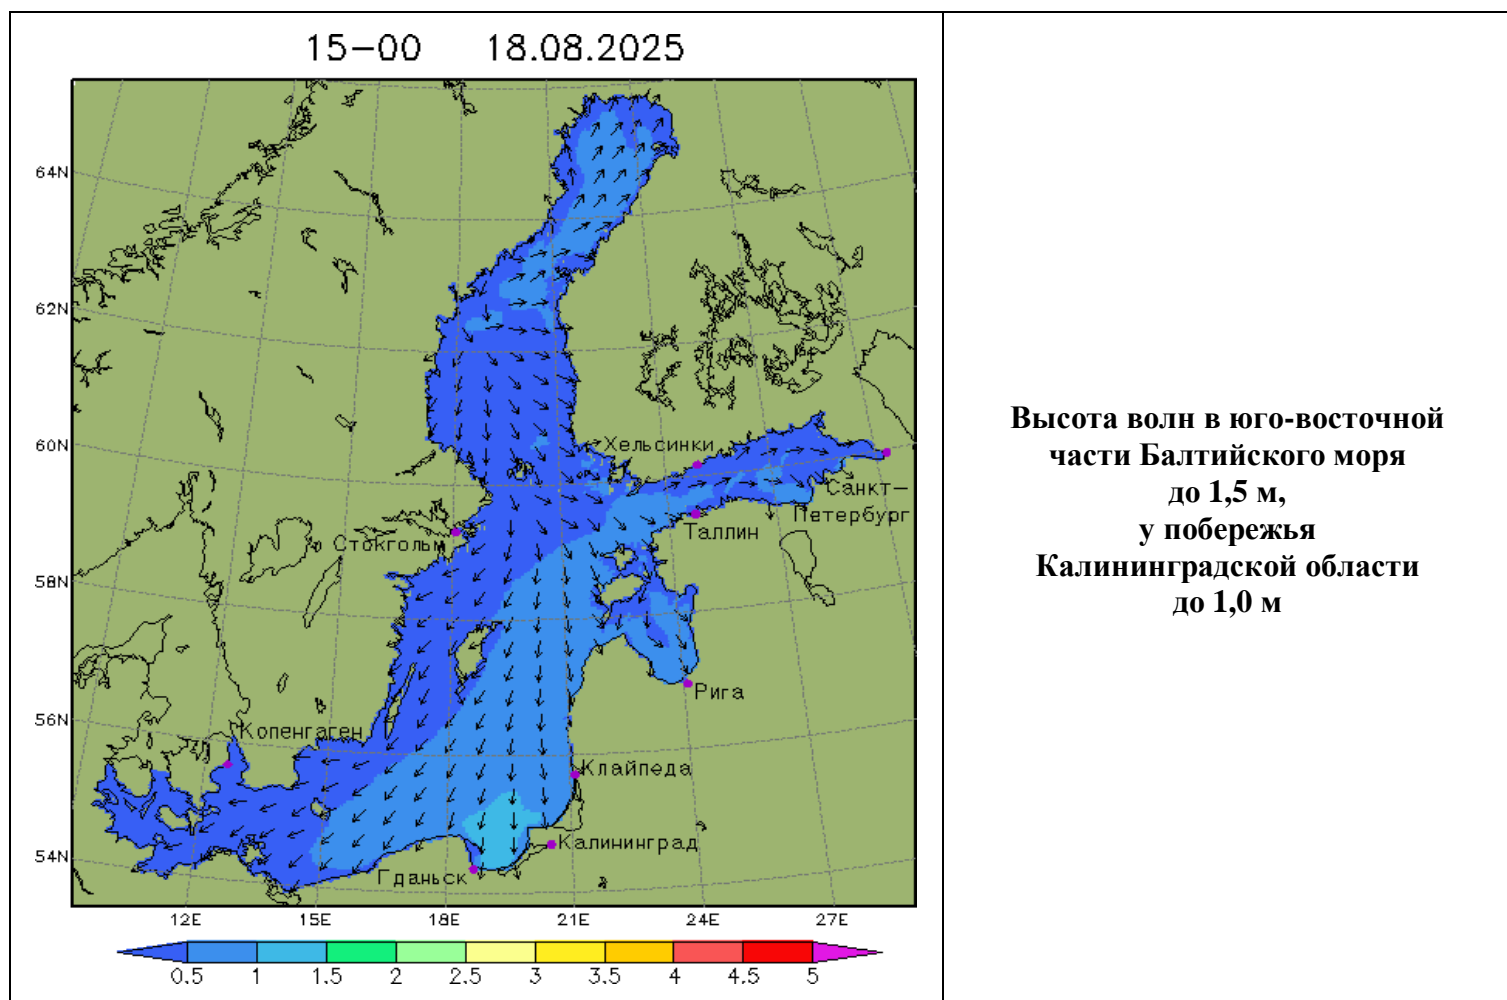 15-00 18.08.2025
64N
62N
60N
58N
56N
54N
Хельсинки
Санкт-
Петербург
Таллин
Стокгольм
Рига
Копенгаген
Клайпеда
Калининград
Гданьск
12E 15E 18E 21E 24E 27E
0.5 1 1.5 2 2.5 3 3.5 4 4.5 5
Высота волн в юго-восточной
части Балтийского моря
до 1,5 м,
у побережья
Калининградской области
до 1,0 м